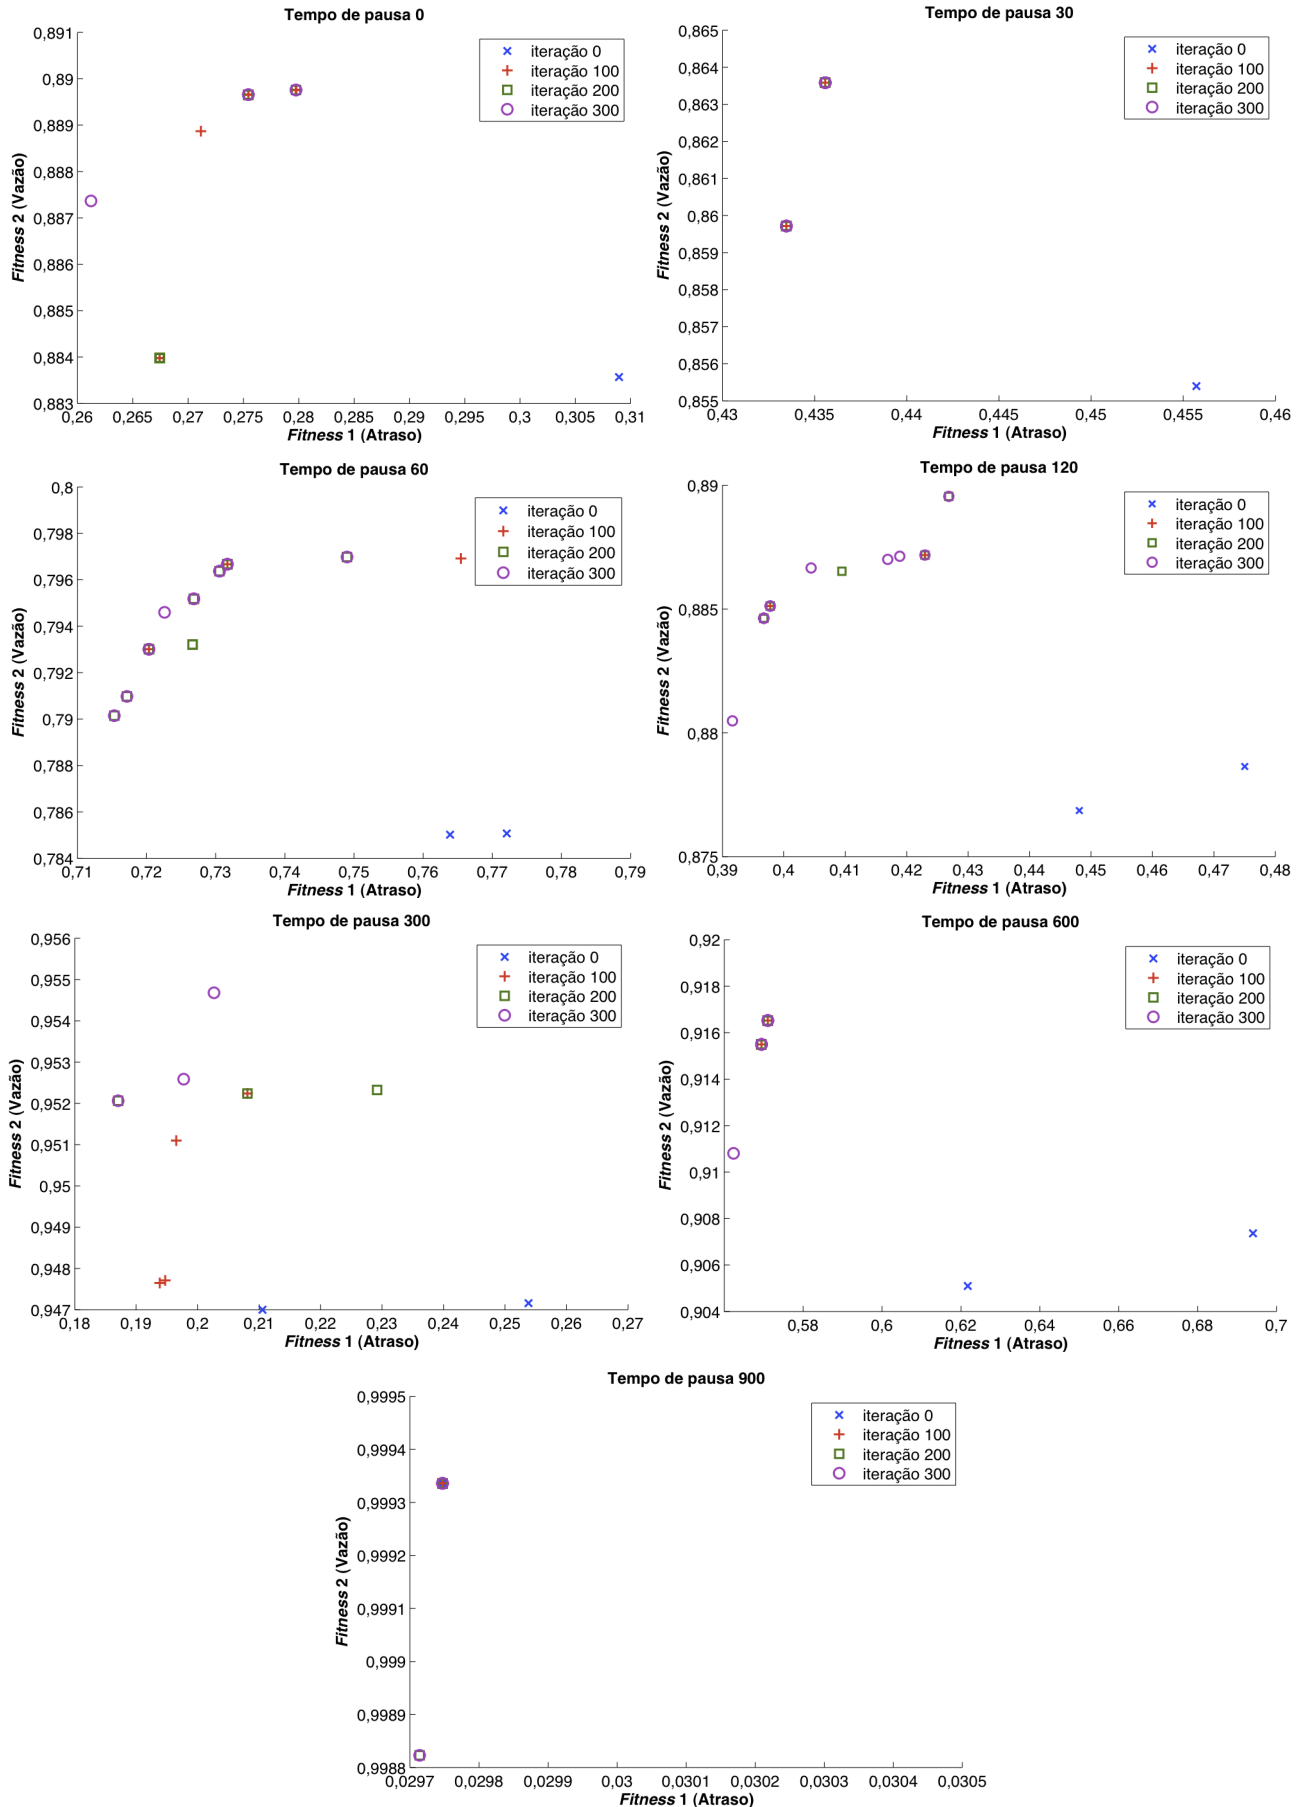 Tempo de pausa 0
0,891
0,89
0,889
0,888
0,887
0,886
0,885
0,884
0,883
Fitness 2 (Vazão)
iteração 0
iteração 100
iteração 200
iteração 300
0,26 0,265 0,27 0,275 0,28 0,285 0,29 0,295 0,3 0,305 0,31
Fitness 1 (Atraso)
Tempo de pausa 30
0,865
0,864
0,863
0,862
0,861
0,86
0,859
0,858
0,857
0,856
0,855
Fitness 2 (Vazão)
iteração 0
iteração 100
iteração 200
iteração 300
0,43 0,435 0,44 0,445 0,45 0,455 0,46
Fitness 1 (Atraso)
Tempo de pausa 60
0,8
0,798
0,796
0,794
0,792
0,79
0,788
0,786
0,784
Fitness 2 (Vazão)
iteração 0
iteração 100
iteração 200
iteração 300
0,71 0,72 0,73 0,74 0,75 0,76 0,77 0,78 0,79
Fitness 1 (Atraso)
Tempo de pausa 120
0,89
0,885
0,88
0,875
Fitness 2 (Vazão)
iteração 0
iteração 100
iteração 200
iteração 300
0,39 0,4 0,41 0,42 0,43 0,44 0,45 0,46 0,47 0,48
Fitness 1 (Atraso)
Tempo de pausa 300
0,956
0,955
0,954
0,953
0,952
0,951
0,95
0,949
0,948
0,947
Fitness 2 (Vazão)
iteração 0
iteração 100
iteração 200
iteração 300
0,18 0,19 0,2 0,21 0,22 0,23 0,24 0,25 0,26 0,27
Fitness 1 (Atraso)
Tempo de pausa 600
0,92
0,918
0,916
0,914
0,912
0,91
0,908
0,906
0,904
Fitness 2 (Vazão)
iteração 0
iteração 100
iteração 200
iteração 300
0,58 0,6 0,62 0,64 0,66 0,68 0,7
Fitness 1 (Atraso)
Tempo de pausa 900
0,9995
0,9994
0,9993
0,9992
0,9991
0,999
0,9989
0,9988
Fitness 2 (Vazão)
iteração 0
iteração 100
iteração 200
iteração 300
0,0297 0,0298 0,0299 0,03 0,0301 0,0302 0,0303 0,0304 0,0305
Fitness 1 (Atraso)